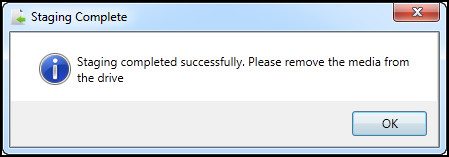 Staging Complete
Staging completed successfully. Please remove the media from
the drive
OK